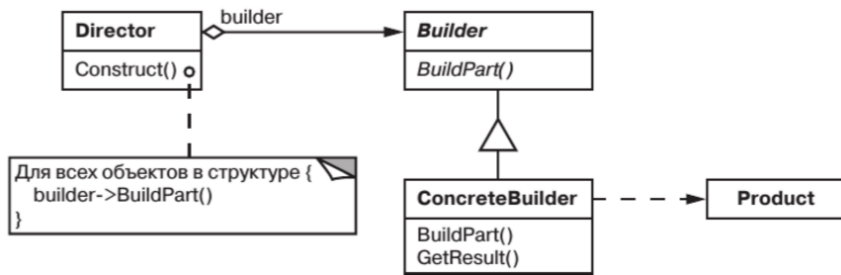 Director
builder
Builder
Construct()
BuildPart()
Для всех объектов в структуре {
builder->BuildPart()
}
ConcreteBuilder
Product
BuildPart()
GetResult()